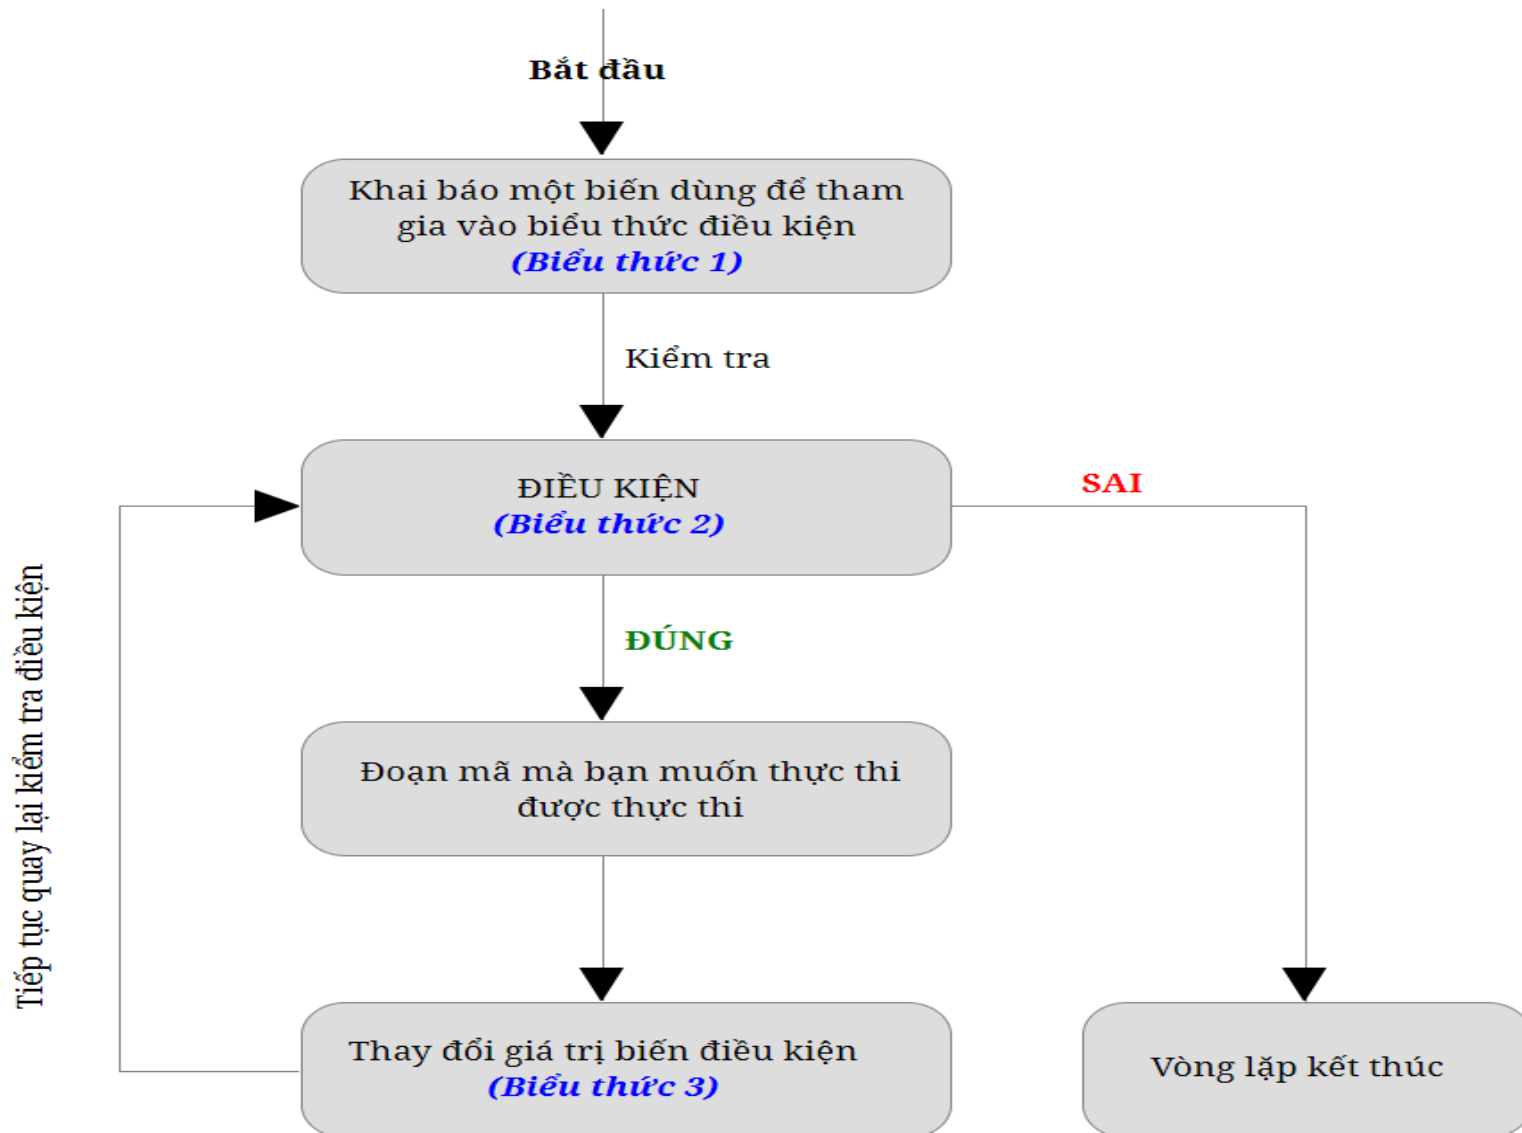 Bắt đầu
Khai báo một biến dùng để tham
gia vào biểu thức điều kiện
(Biểu thức 1)
Kiểm tra
ĐIỀU KIỆN
(Biểu thức 2)
SAI
ĐÚNG
Đoạn mã mà bạn muốn thực thi
được thực thi
Tiếp tục quay lại kiểm tra điều kiện
Thay đổi giá trị biến điều kiện
(Biểu thức 3)
Vòng lặp kết thúc